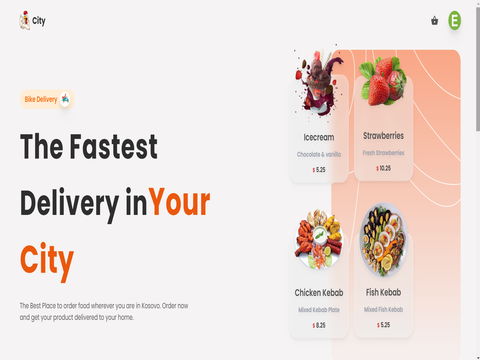 City
E
Bike Delivery
The Fastest
Delivery inYour
City
The Best Place to order food wherever you are in Kosovo. Order now
and get your product delivered to your home.
Icecream
Chocolate & vanilla
$ 5.25
Strawberries
Fresh Strawberries
$ 10.25
Chicken Kebab
Mixed Kebab Plate
$ 8.25
Fish Kebab
Mixed Fish Kebab
$ 5.25